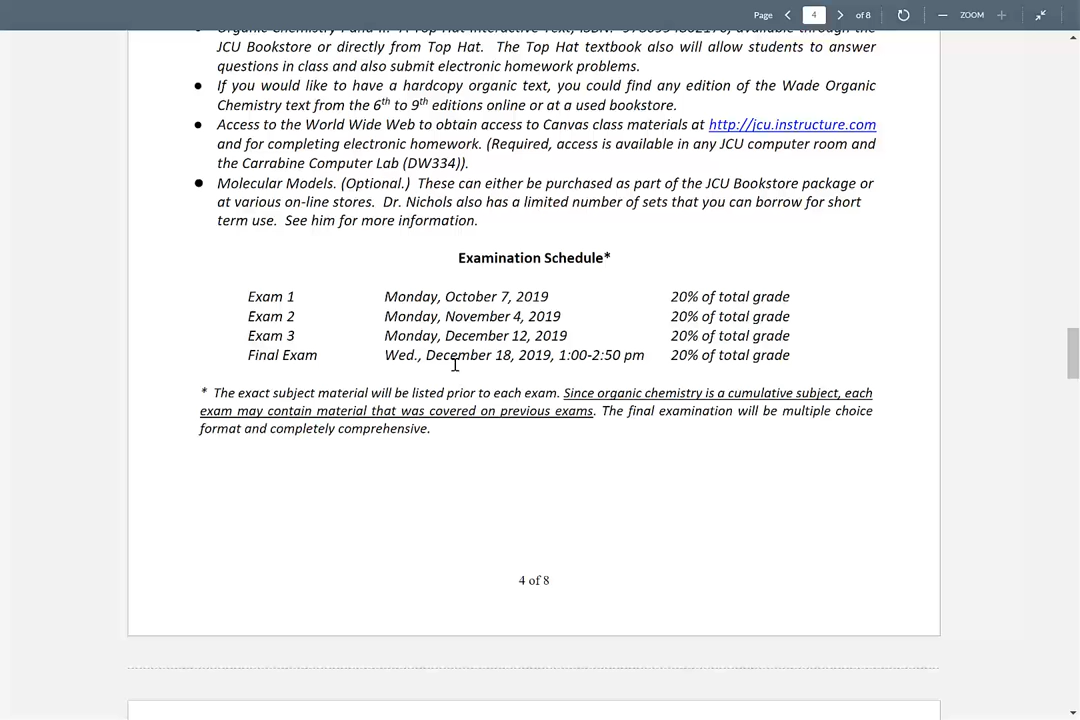 Page 4 of 8 ZOOM
JCU Bookstore or directly from Top Hat. The Top Hat textbook also will allow students to answer
questions in class and also submit electronic homework problems.
● If you would like to have a hardcopy organic text, you could find any edition of the Wade Organic
Chemistry text from the 6th to 9th editions online or at a used bookstore.
● Access to the World Wide Web to obtain access to Canvas class materials at http://jcu.instructure.com
and for completing electronic homework. (Required, access is available in any JCU computer room and
the Carrabine Computer Lab (DW334)).
● Molecular Models. (Optional.) These can either be purchased as part of the JCU Bookstore package or
at various on-line stores. Dr. Nichols also has a limited number of sets that you can borrow for short
term use. See him for more information.
Examination Schedule*
Exam 1 Monday, October 7, 2019 20% of total grade
Exam 2 Monday, November 4, 2019 20% of total grade
Exam 3 Monday, December 12, 2019 20% of total grade
Final Exam Wed., December 18, 2019, 1:00-2:50 pm 20% of total grade
* The exact subject material will be listed prior to each exam. Since organic chemistry is a cumulative subject, each
exam may contain material that was covered on previous exams. The final examination will be multiple choice
format and completely comprehensive.
4 of 8